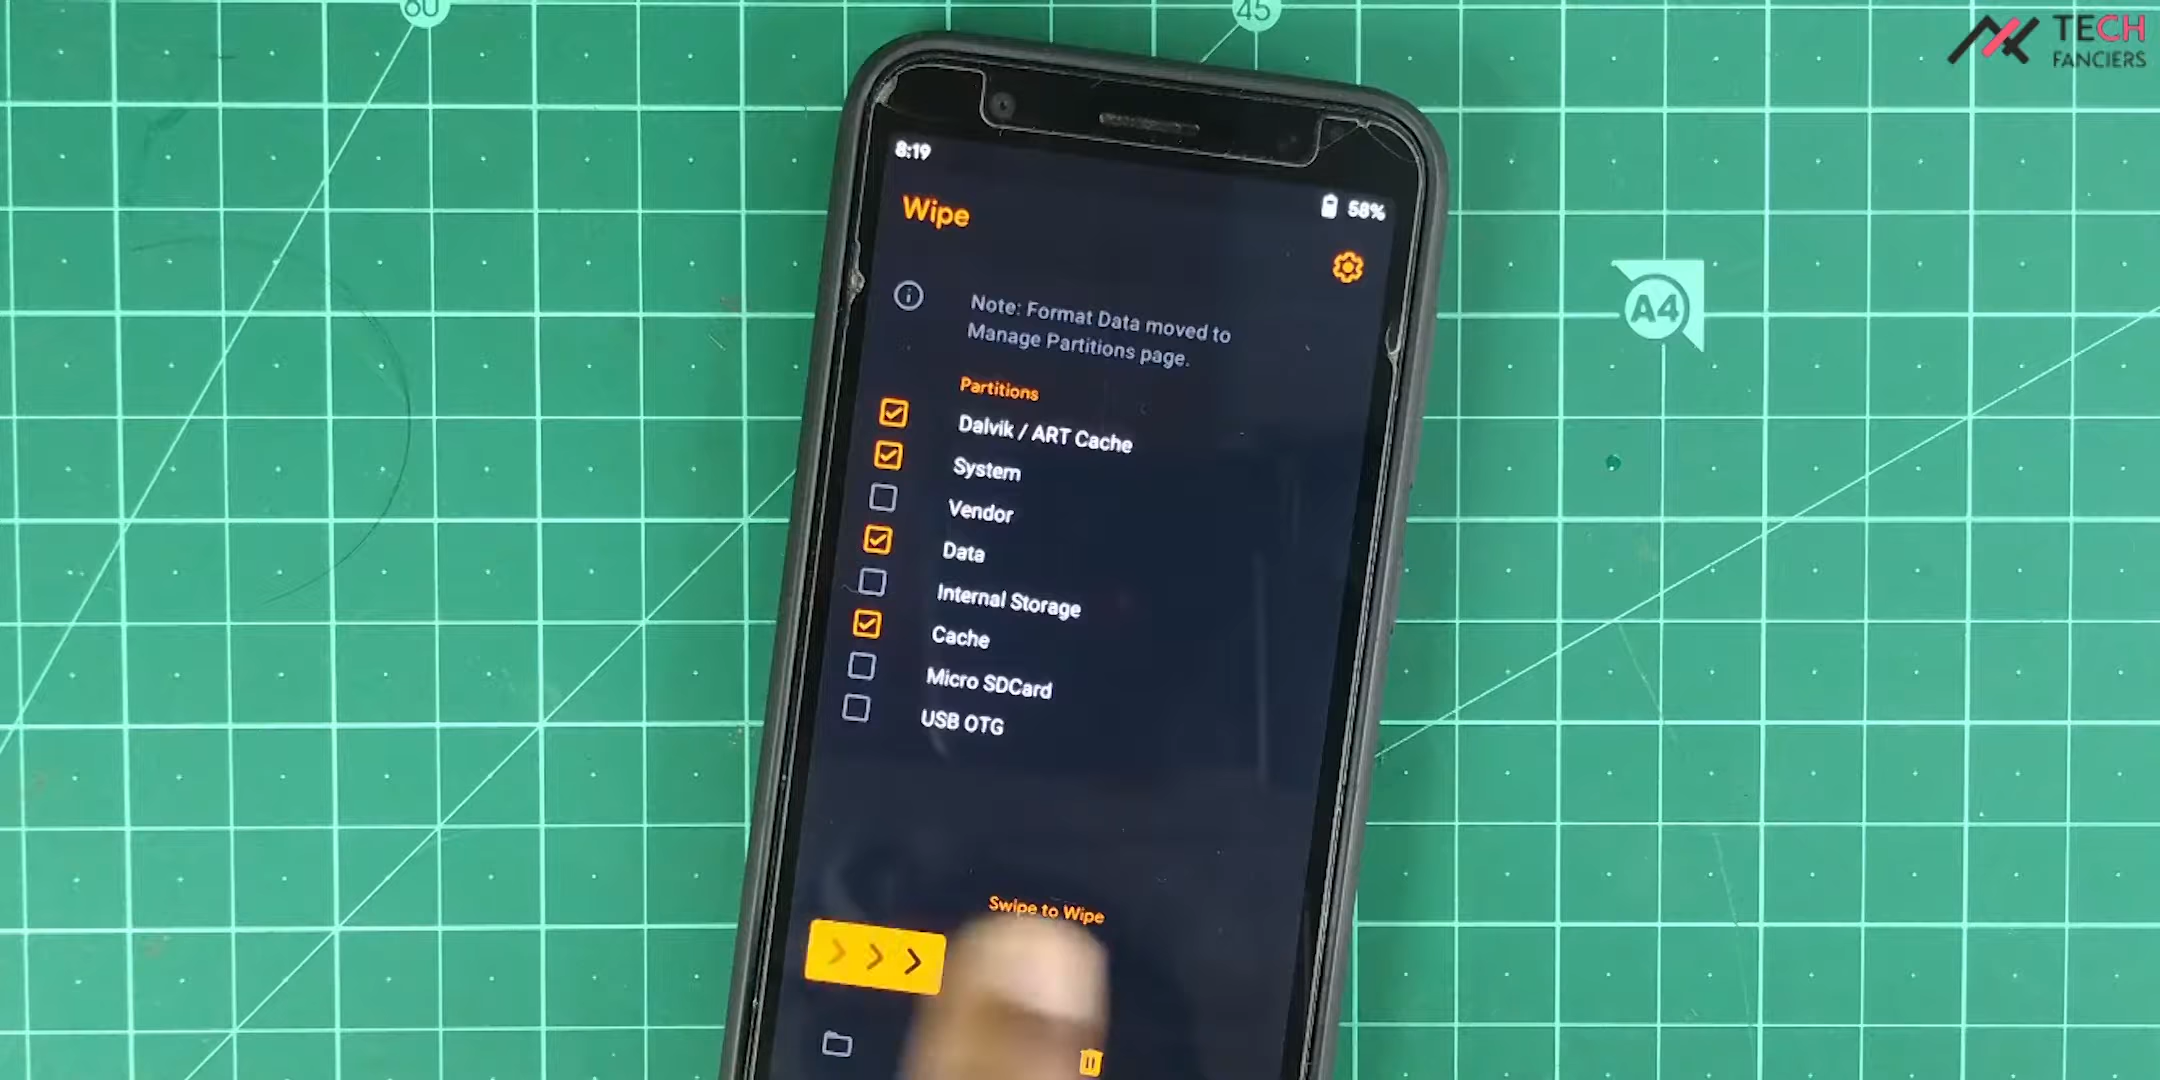 60
45
TECH
FANCIERS
8:19
58%
Wipe
Note: Format Data moved to
Manage Partitions page.
A4
Partitions
Dalvik / ART Cache
System
Vendor
Data
Internal Storage
Cache
Micro SDCard
USB OTG
Swipe to Wipe